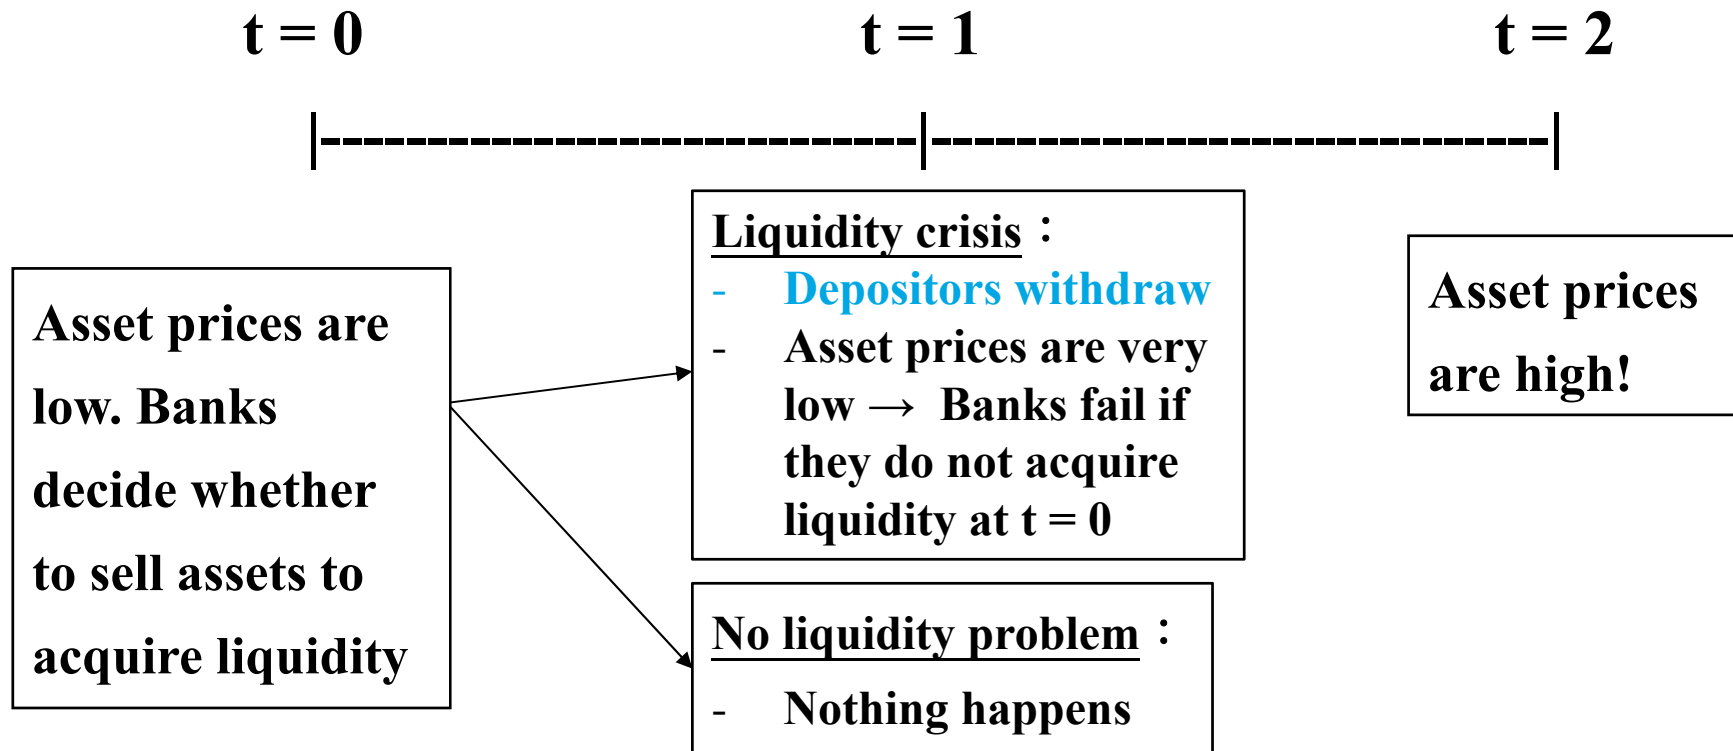 t = 0
t = 1
t = 2
Asset prices are
low. Banks
decide whether
to sell assets to
acquire liquidity
Liquidity crisis：
- Depositors withdraw
- Asset prices are very
low → Banks fail if
they do not acquire
liquidity at t = 0
No liquidity problem：
- Nothing happens
Asset prices
are high!